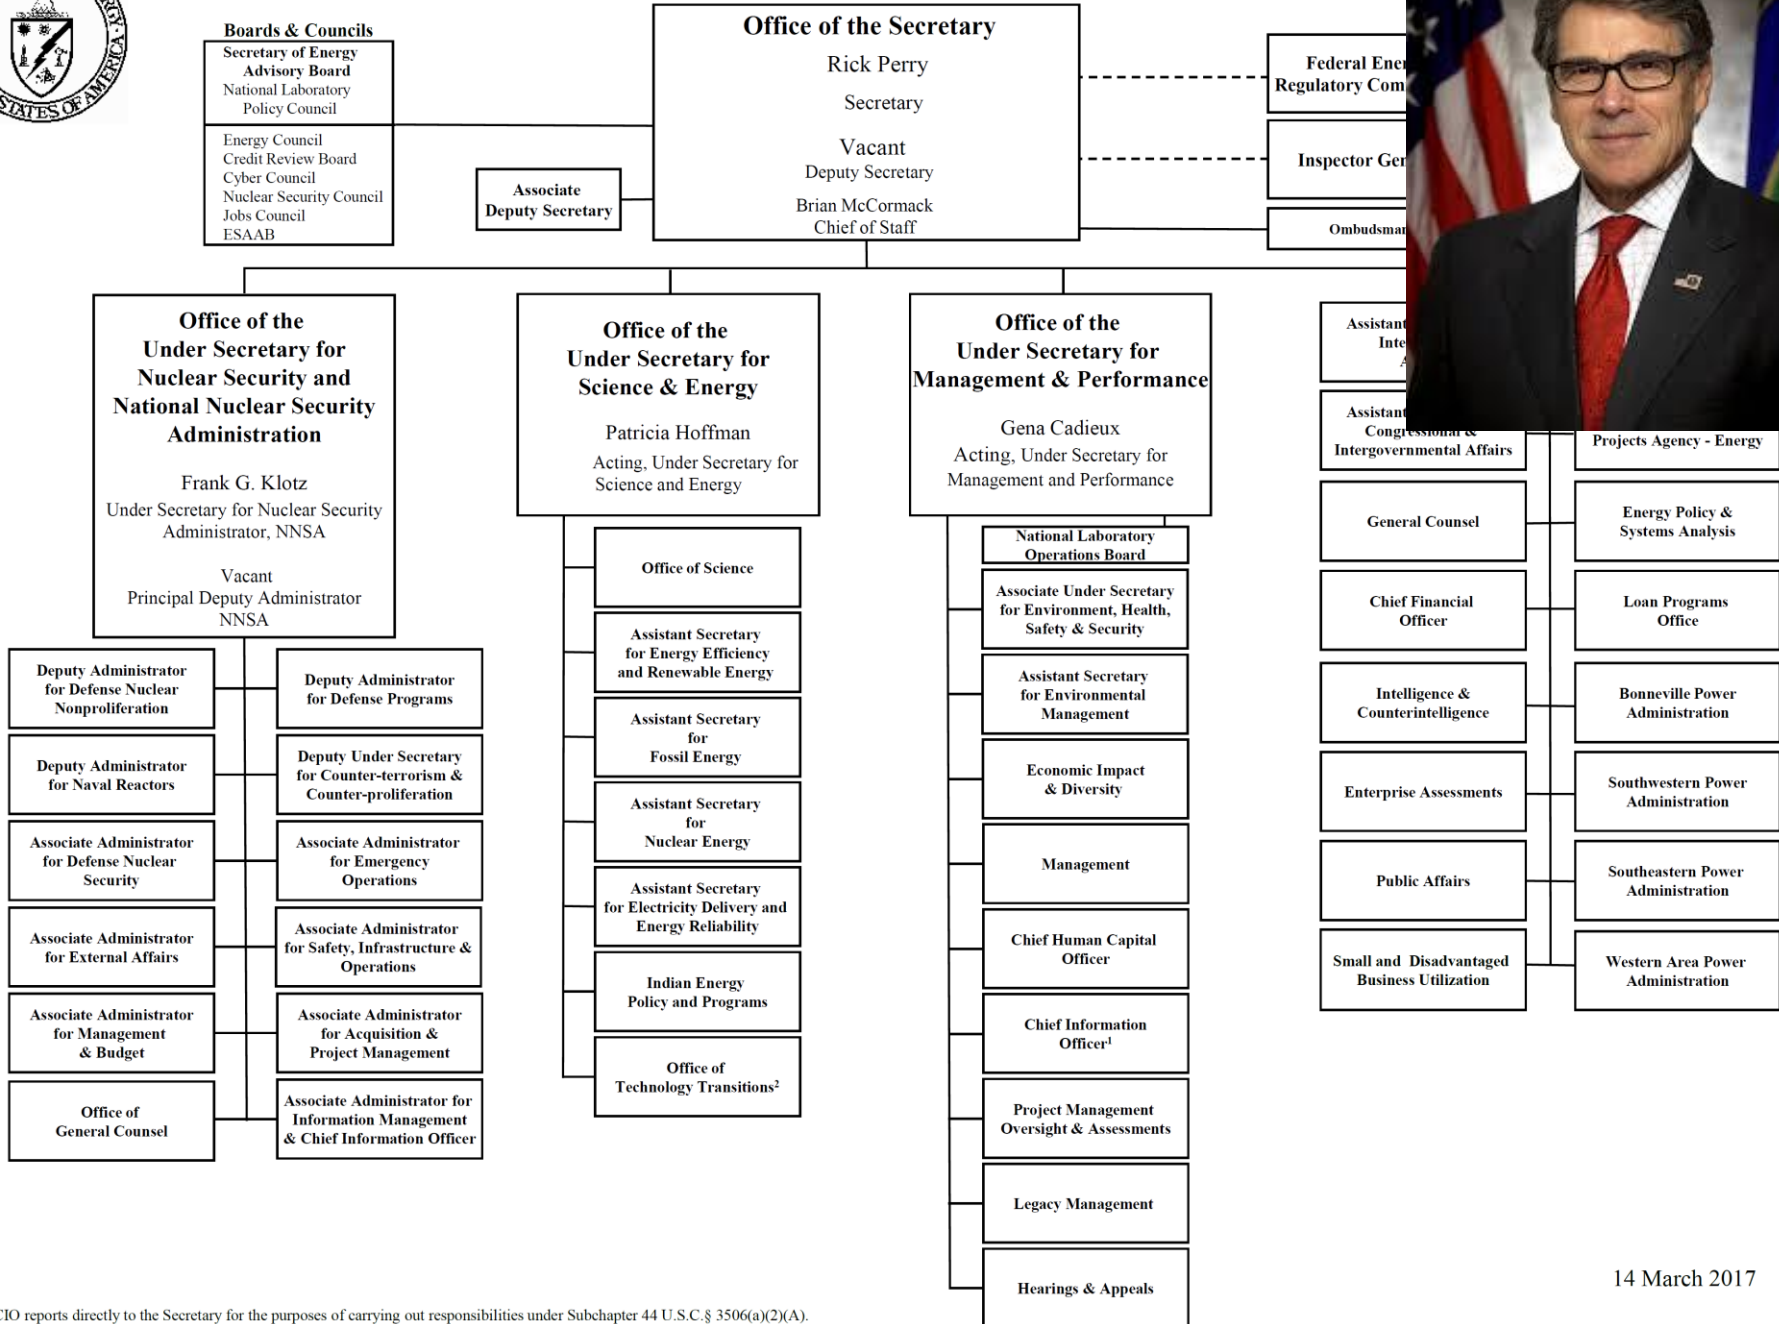 ERGY
STATES OF AMERICA
Boards & Councils
Secretary of Energy
Advisory Board
National Laboratory
Policy Council
Energy Council
Credit Review Board
Cyber Council
Nuclear Security Council
Jobs Council
ESAAB
Associate
Deputy Secretary
Office of the Secretary
Rick Perry
Secretary
Vacant
Deputy Secretary
Brian McCormack
Chief of Staff
Federal Ener
Regulatory Com
Inspector Gen
Ombudsman
Office of the
Under Secretary for
Nuclear Security and
National Nuclear Security
Administration
Frank G. Klotz
Under Secretary for Nuclear Security
Administrator, NNSA
Vacant
Principal Deputy Administrator
NNSA
Deputy Administrator
for Defense Nuclear
Nonproliferation
Deputy Administrator
for Defense Programs
Deputy Administrator
for Naval Reactors
Deputy Under Secretary
for Counter-terrorism &
Counter-proliferation
Associate Administrator
for Defense Nuclear
Security
Associate Administrator
for Emergency
Operations
Associate Administrator
for External Affairs
Associate Administrator
for Safety, Infrastructure &
Operations
Associate Administrator
for Management
& Budget
Associate Administrator
for Acquisition &
Project Management
Office of
General Counsel
Associate Administrator for
Information Management
& Chief Information Officer
Office of the
Under Secretary for
Science & Energy
Patricia Hoffman
Acting, Under Secretary for
Science and Energy
Office of Science
Assistant Secretary
for Energy Efficiency
and Renewable Energy
Assistant Secretary
for
Fossil Energy
Assistant Secretary
for
Nuclear Energy
Assistant Secretary
for Electricity Delivery and
Energy Reliability
Indian Energy
Policy and Programs
Office of
Technology Transitions²
Office of the
Under Secretary for
Management & Performance
Gena Cadieux
Acting, Under Secretary for
Management and Performance
National Laboratory
Operations Board
Associate Under Secretary
for Environment, Health,
Safety & Security
Assistant Secretary
for Environmental
Management
Economic Impact
& Diversity
Management
Chief Human Capital
Officer
Chief Information
Officer¹
Project Management
Oversight & Assessments
Legacy Management
Hearings & Appeals
Assistant
Inte
A
Assistant
Congressional &
Intergovernmental Affairs
Projects Agency - Energy
General Counsel
Energy Policy &
Systems Analysis
Chief Financial
Officer
Loan Programs
Office
Intelligence &
Counterintelligence
Bonneville Power
Administration
Enterprise Assessments
Southwestern Power
Administration
Public Affairs
Southeastern Power
Administration
Small and Disadvantaged
Business Utilization
Western Area Power
Administration
14 March 2017
CIO reports directly to the Secretary for the purposes of carrying out responsibilities under Subchapter 44 U.S.C.§ 3506(a)(2)(A).